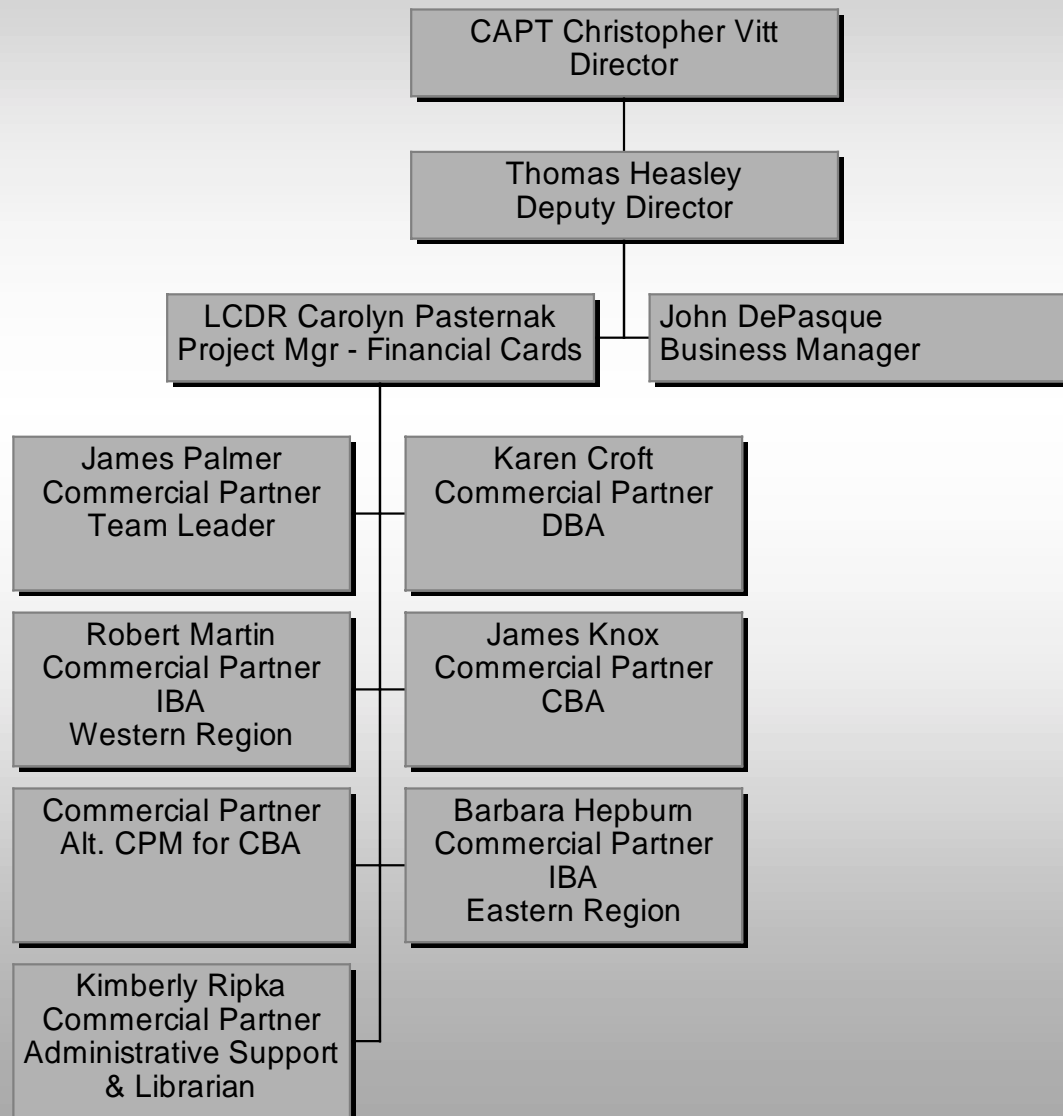 CAPT Christopher Vitt
Director
Thomas Heasley
Deputy Director
LCDR Carolyn Pasternak
Project Mgr - Financial Cards
John DePasque
Business Manager
James Palmer
Commercial Partner
Team Leader
Karen Croft
Commercial Partner
DBA
Robert Martin
Commercial Partner
IBA
Western Region
James Knox
Commercial Partner
CBA
Commercial Partner
Alt. CPM for CBA
Barbara Hepburn
Commercial Partner
IBA
Eastern Region
Kimberly Ripka
Commercial Partner
Administrative Support
& Librarian